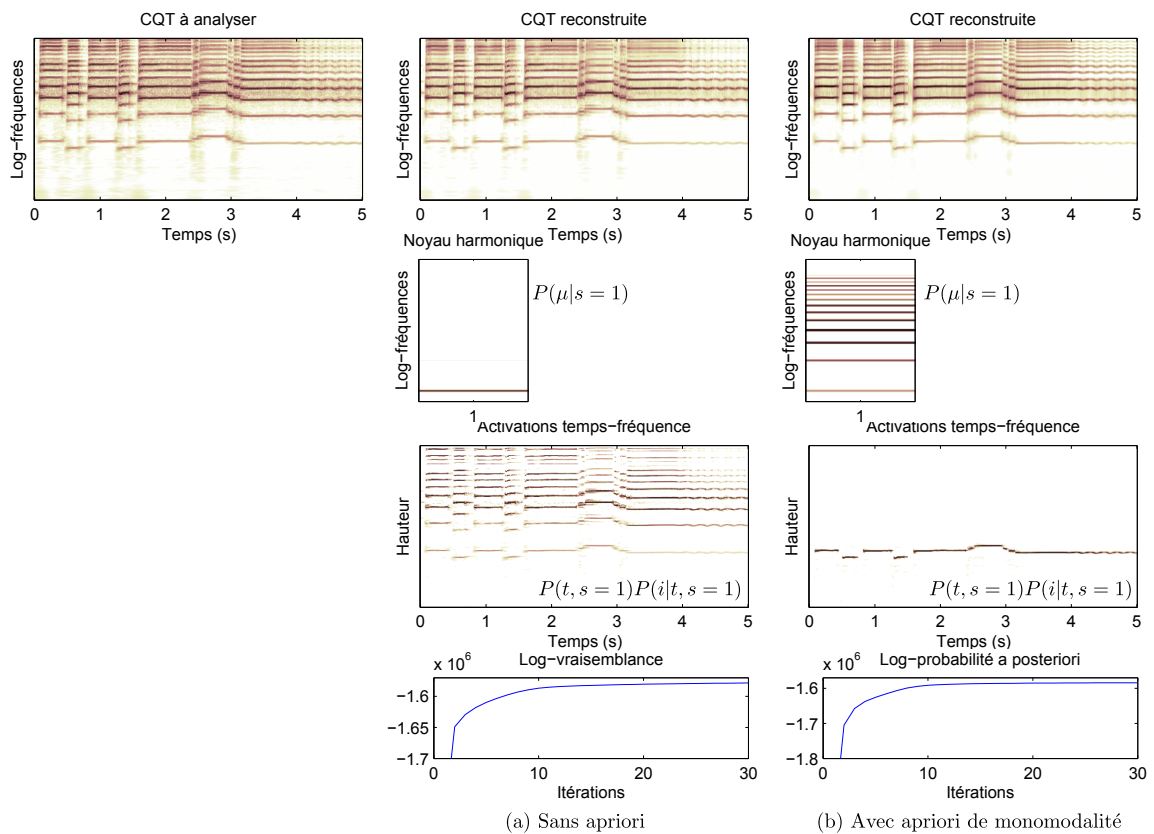 CQT à analyser
Log−fréquences
0 1 2 3 4 5
Temps (s)
CQT reconstruite
Log−fréquences
0 1 2 3 4 5
Temps (s)
CQT reconstruite
Log−fréquences
0 1 2 3 4 5
Temps (s)
Noyau harmonique
Log−fréquences
P(μ|s = 1)
1
Noyau harmonique
Log−fréquences
P(μ|s = 1)
1
Activations temps−fréquence
Hauteur
P(t, s = 1)P(i|t, s = 1)
0 1 2 3 4 5
Temps (s)
Activations temps−fréquence
Hauteur
P(t, s = 1)P(i|t, s = 1)
0 1 2 3 4 5
Temps (s)
x 10^6
Log−vraisemblance
−1.6
−1.65
−1.7
0 10 20 30
Itérations
x 10^6
Log−probabilité a posteriori
−1.6
−1.7
−1.8
0 10 20 30
Itérations
(a) Sans apriori
(b) Avec apriori de monomodalité